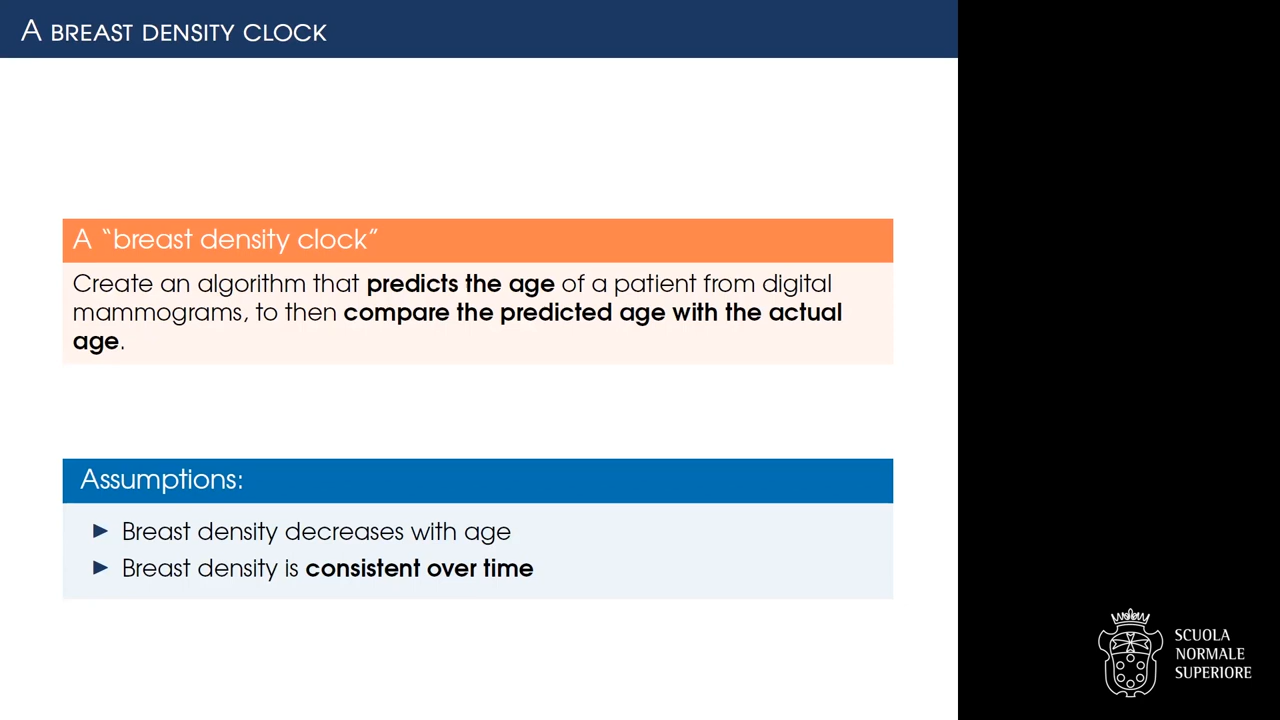 A BREAST DENSITY CLOCK
A “breast density clock”
Create an algorithm that predicts the age of a patient from digital
mammograms, to then compare the predicted age with the actual
age.
Assumptions:
► Breast density decreases with age
► Breast density is consistent over time
SCUOLA
NORMALE
SUPERIORE